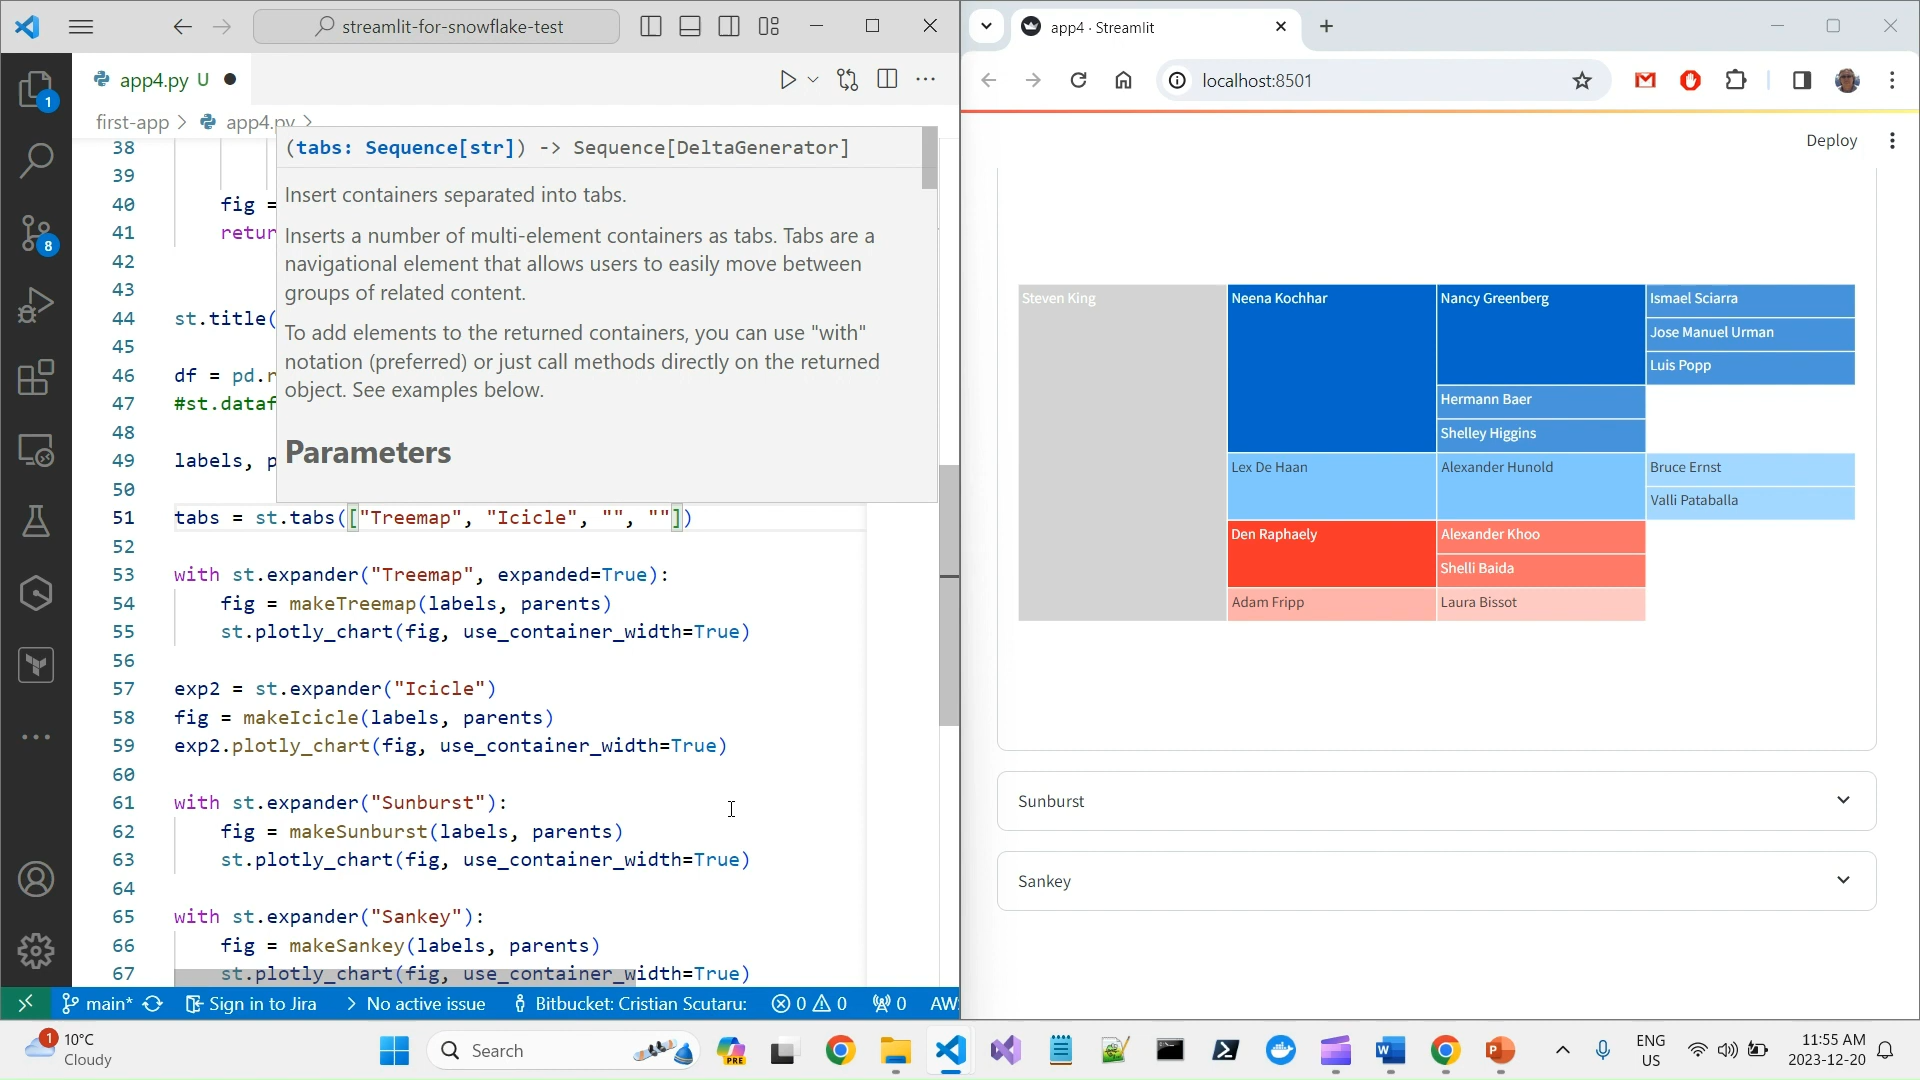 streamlit-for-snowflake-test
app4.py U
first-app > app4.py >
(tabs: Sequence[str]) -> Sequence[DeltaGenerator]
Insert containers separated into tabs.
Inserts a number of multi-element containers as tabs. Tabs are a
navigational element that allows users to easily move between
groups of related content.
To add elements to the returned containers, you can use "with"
notation (preferred) or just call methods directly on the returned
object. See examples below.
Parameters
38
39
40 fig =
41 retur
42
43
44 st.title(
45
46 df = pd.r
47 #st.dataf
48
49 labels, p
50
51 tabs = st.tabs(["Treemap", "Icicle", "", ""])
52
53 with st.expander("Treemap", expanded=True):
54 fig = makeTreemap(labels, parents)
55 st.plotly_chart(fig, use_container_width=True)
56
57 exp2 = st.expander("Icicle")
58 fig = makeIcicle(labels, parents)
59 exp2.plotly_chart(fig, use_container_width=True)
60
61 with st.expander("Sunburst"):
62 fig = makeSunburst(labels, parents)
63 st.plotly_chart(fig, use_container_width=True)
64
65 with st.expander("Sankey"):
66 fig = makeSankey(labels, parents)
67 st.plotly_chart(fig, use_container_width=True)
1
8
main*
Sign in to Jira
No active issue
Bitbucket: Cristian Scutaru:
0 0
0
AW
app4 · Streamlit
localhost:8501
Deploy
Steven King
Neena Kochhar
Nancy Greenberg
Ismael Sciarra
Jose Manuel Urman
Luis Popp
Hermann Baer
Shelley Higgins
Lex De Haan
Alexander Hunold
Bruce Ernst
Valli Pataballa
Den Raphaely
Alexander Khoo
Shelli Baida
Adam Fripp
Laura Bissot
Sunburst
Sankey
1
10°C
Cloudy
Search
PRE
ENG
US
11:55 AM
2023-12-20